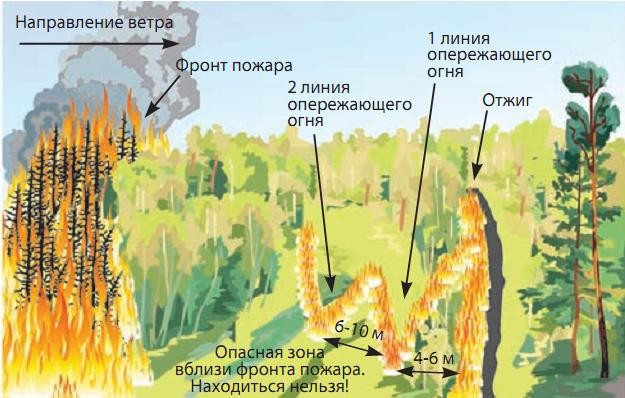 Направление ветра
Фронт пожара
2 линия
опережающего
огня
1 линия
опережающего
огня
Отжиг
6-10 м
4-6 м
Опасная зона
вблизи фронта пожара.
Находиться нельзя!